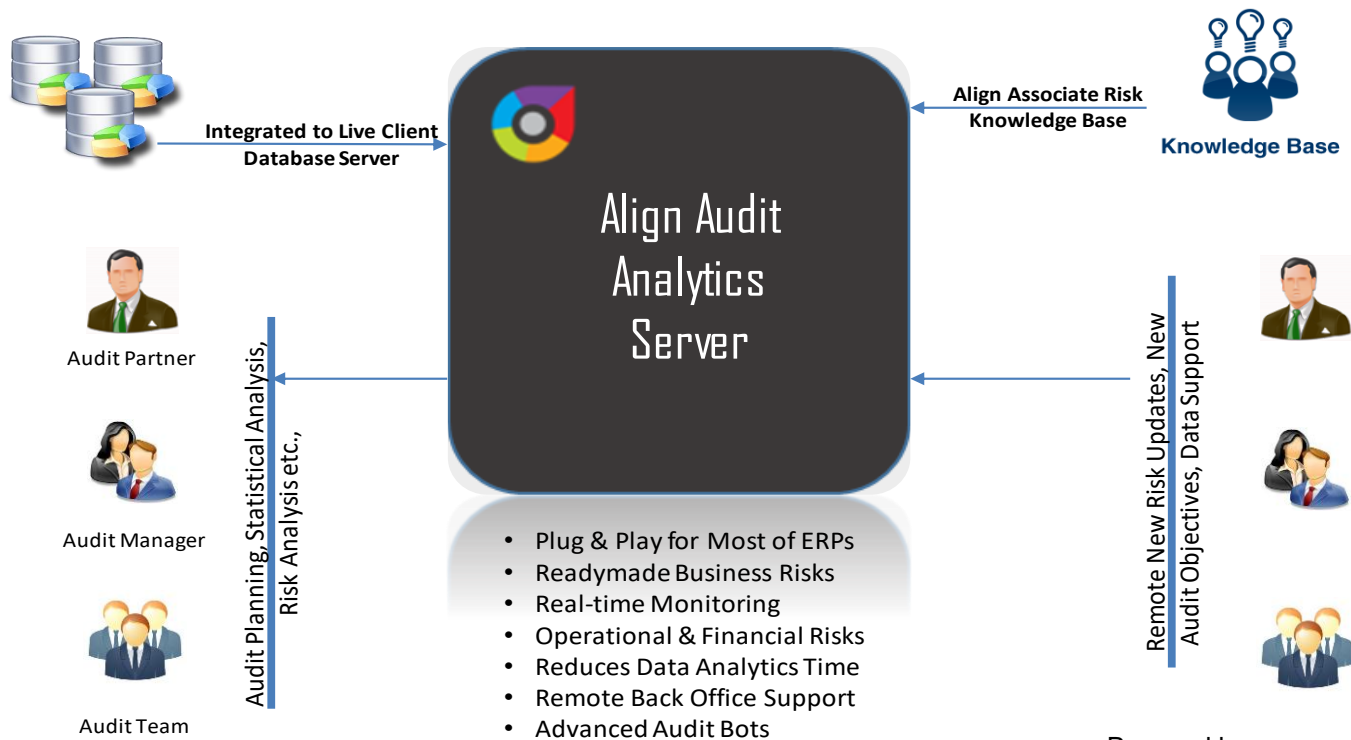 Integrated to Live Client
Database Server
Align Associate Risk
Knowledge Base
Knowledge Base
Align Audit
Analytics
Server
Audit Partner
Audit Manager
Audit Team
Audit Planning, Statistical Analysis,
Risk Analysis etc.,
Remote New Risk Updates, New
Audit Objectives, Data Support
• Plug & Play for Most of ERPs
• Readymade Business Risks
• Real-time Monitoring
• Operational & Financial Risks
• Reduces Data Analytics Time
• Remote Back Office Support
• Advanced Audit Bots